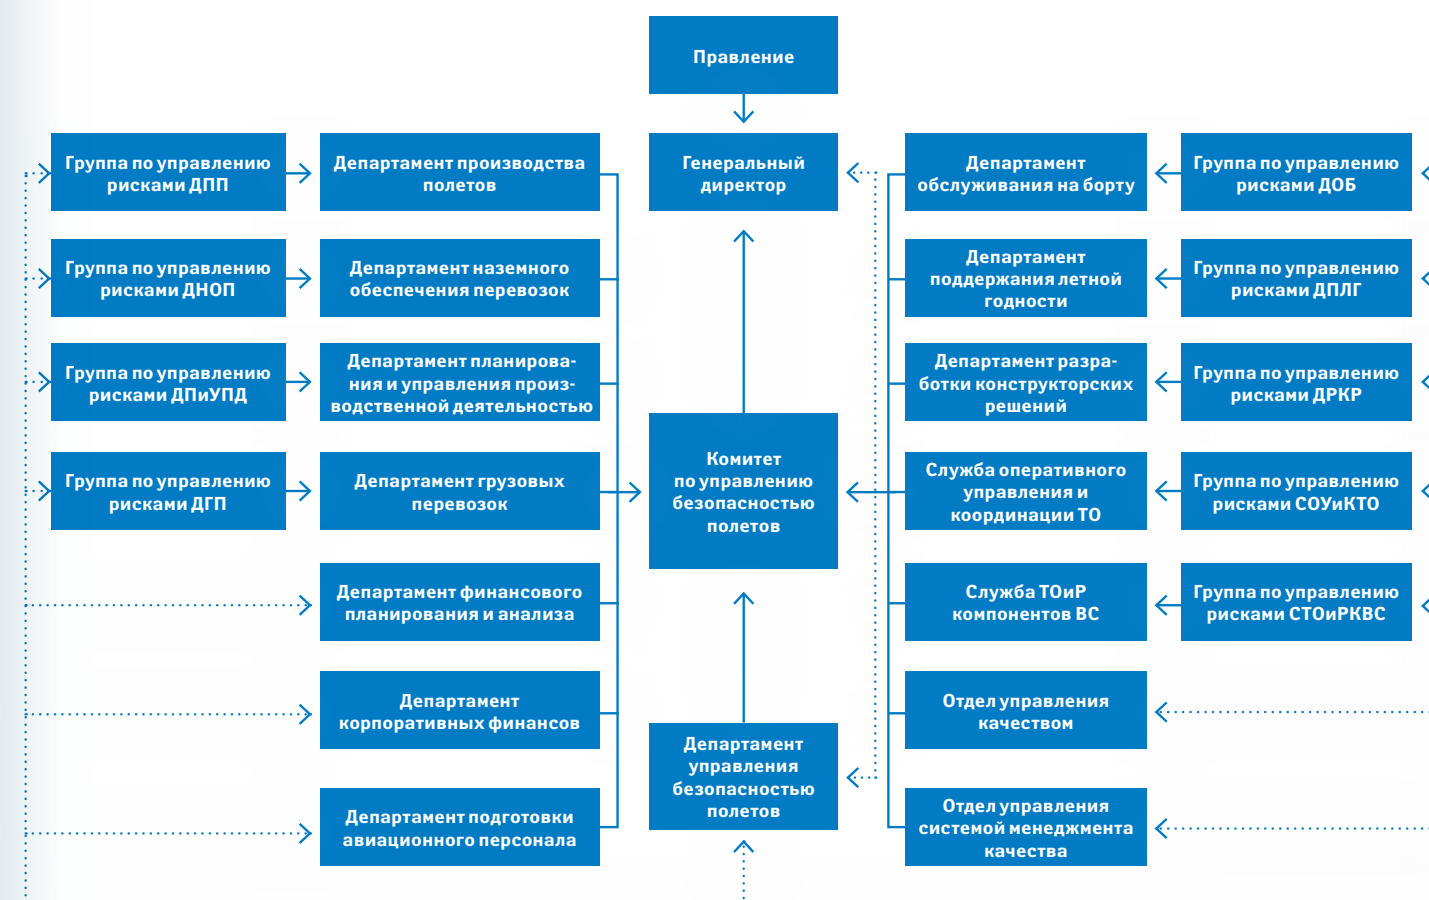 Правление
Группа по управлению
рисками ДПП
Департамент производства
полетов
Генеральный
директор
Департамент
обслуживания на борту
Группа по управлению
рисками ДОБ
Группа по управлению
рисками ДНОП
Департамент наземного
обеспечения перевозок
Департамент
поддержания летной
годности
Группа по управлению
рисками ДПЛГ
Группа по управлению
рисками ДПиУПД
Департамент планирова-
ния и управления произ-
водственной деятельностью
Департамент разра-
ботки конструкторских
решений
Группа по управлению
рисками ДРКР
Группа по управлению
рисками ДГП
Департамент грузовых
перевозок
Комитет
по управлению
безопасностью
полетов
Служба оперативного
управления и
координации ТО
Группа по управлению
рисками СОУиКТО
Департамент финансового
планирования и анализа
Служба ТОиР
компонентов ВС
Группа по управлению
рисками СТОиРКВС
Департамент
корпоративных финансов
Департамент
управления
безопасностью
полетов
Отдел управления
качеством
Департамент подготовки
авиационного персонала
Отдел управления
системой менеджмента
качества